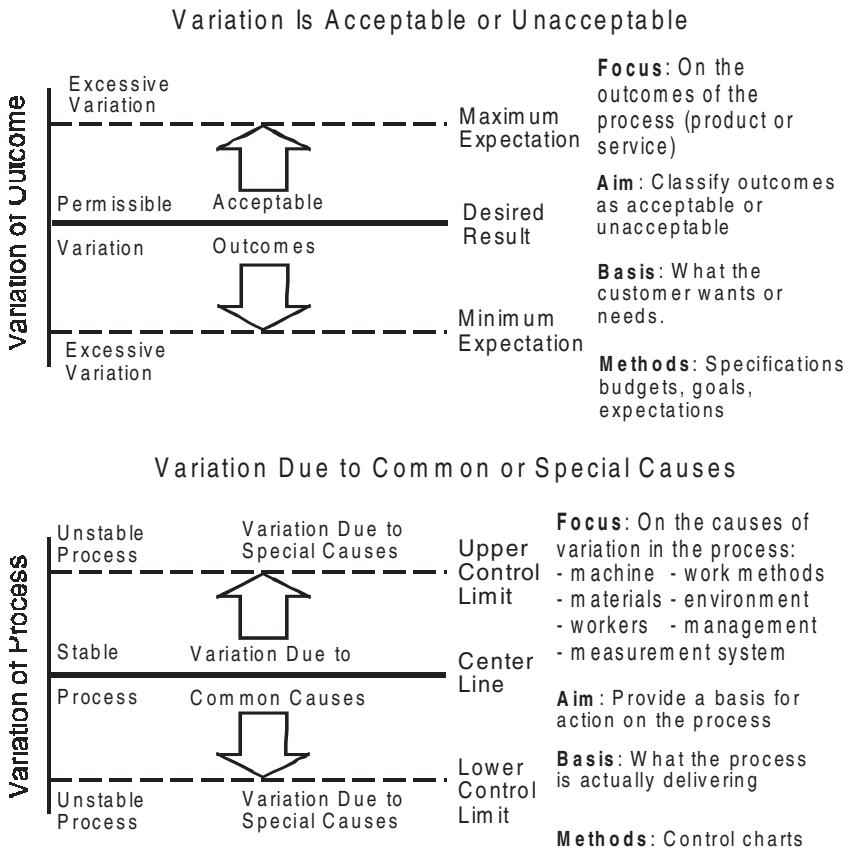 Variation Is Acceptable or Unacceptable
Variation of Outcome
Excessive
Variation
Permissible
Variation
Excessive
Variation
Acceptable
Outcomes
Maximum
Expectation
Desired
Result
Minimum
Expectation
Focus: On the
outcomes of the
process (product or
service)
Aim: Classify outcomes
as acceptable or
unacceptable
Basis: What the
customer wants or
needs.
Methods: Specifications
budgets, goals,
expectations
Variation Due to Common or Special Causes
Variation of Process
Unstable
Process
Variation Due to
Special Causes
Stable
Process
Variation Due to
Common Causes
Unstable
Process
Variation Due to
Special Causes
Upper
Control
Limit
Center
Line
Lower
Control
Limit
Focus: On the causes of
variation in the process:
- machine - work methods
- materials - environment
- workers - management
- measurement system
Aim: Provide a basis for
action on the process
Basis: What the process
is actually delivering
Methods: Control charts